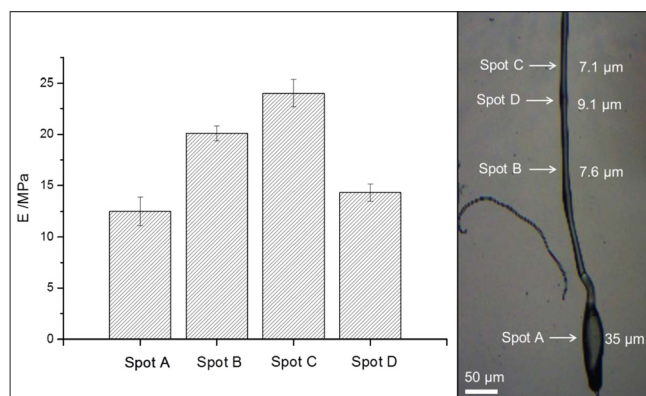 E /MPa
25
20
15
10
5
0
Spot A
Spot B
Spot C
Spot D
Spot C
7.1 µm
Spot D
9.1 µm
Spot B
7.6 µm
Spot A
35 µm
50 µm